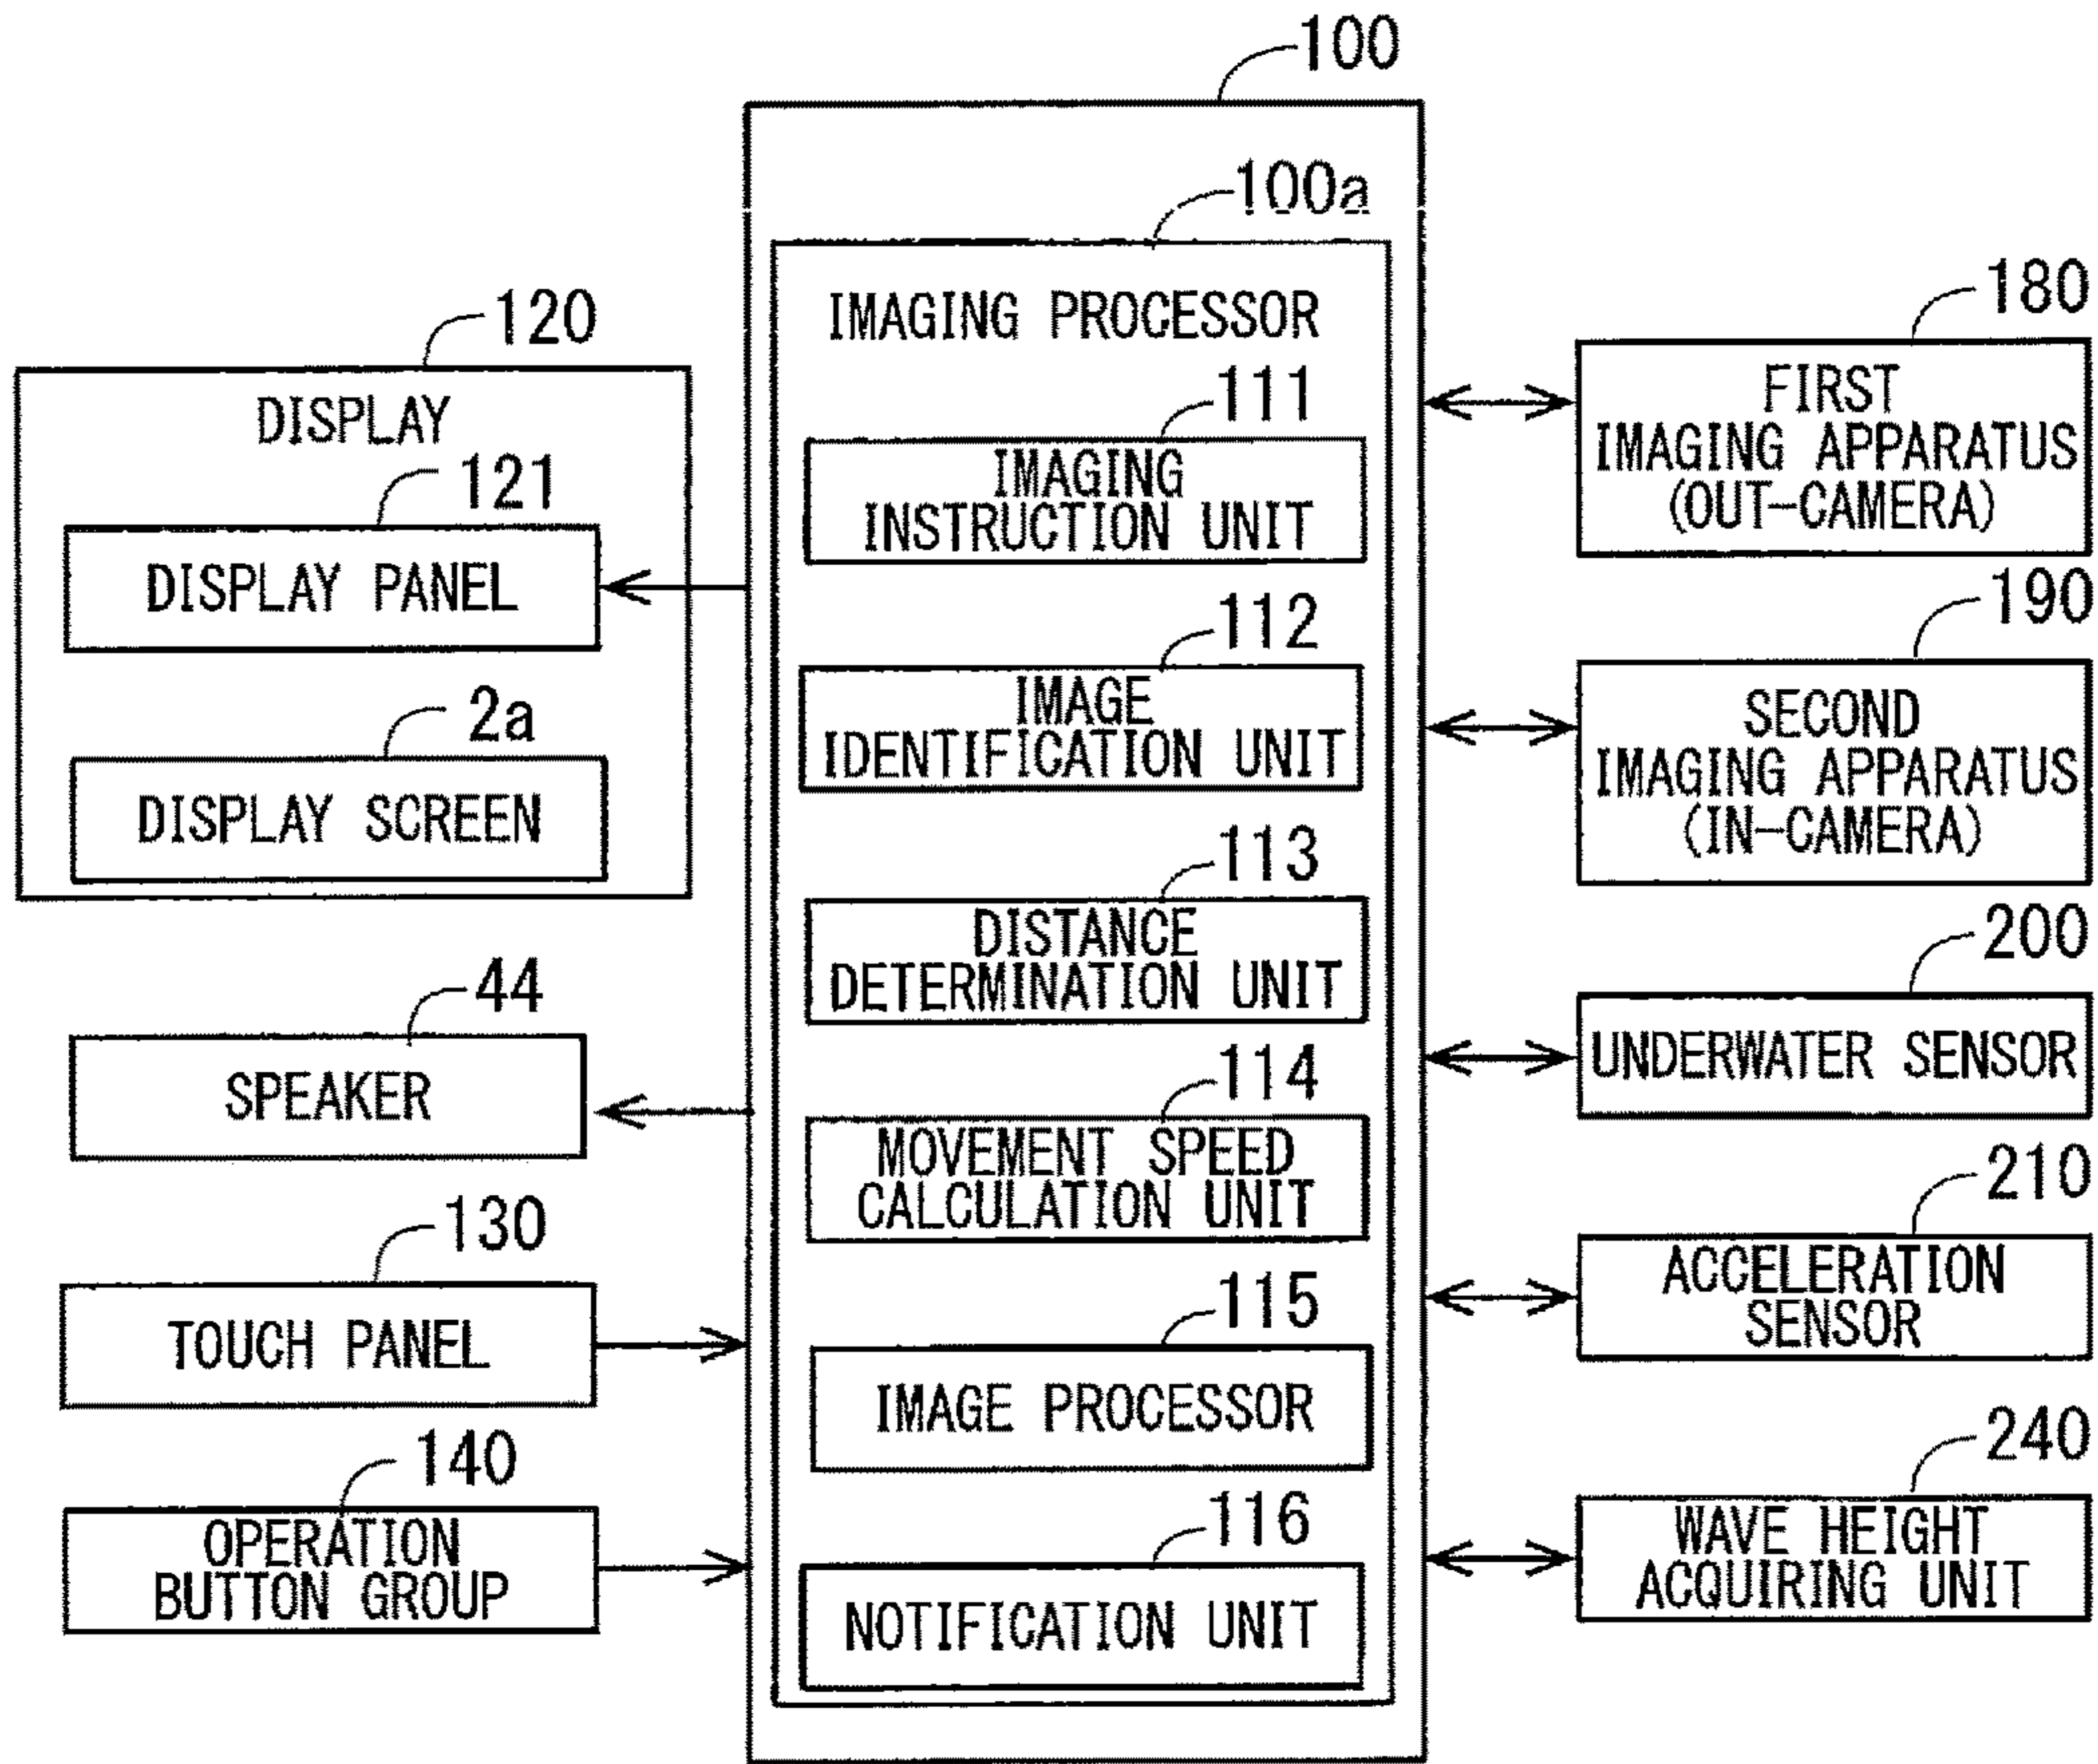 100
100a
IMAGING PROCESSOR
111
IMAGING
INSTRUCTION UNIT
112
IMAGE
IDENTIFICATION UNIT
113
DISTANCE
DETERMINATION UNIT
114
MOVEMENT SPEED
CALCULATION UNIT
115
IMAGE PROCESSOR
116
NOTIFICATION UNIT
120
DISPLAY
121
DISPLAY PANEL
2a
DISPLAY SCREEN
44
SPEAKER
130
TOUCH PANEL
140
OPERATION
BUTTON GROUP
180
FIRST
IMAGING APPARATUS
(OUT-CAMERA)
190
SECOND
IMAGING APPARATUS
(IN-CAMERA)
200
UNDERWATER SENSOR
210
ACCELERATION
SENSOR
240
WAVE HEIGHT
ACQUIRING UNIT